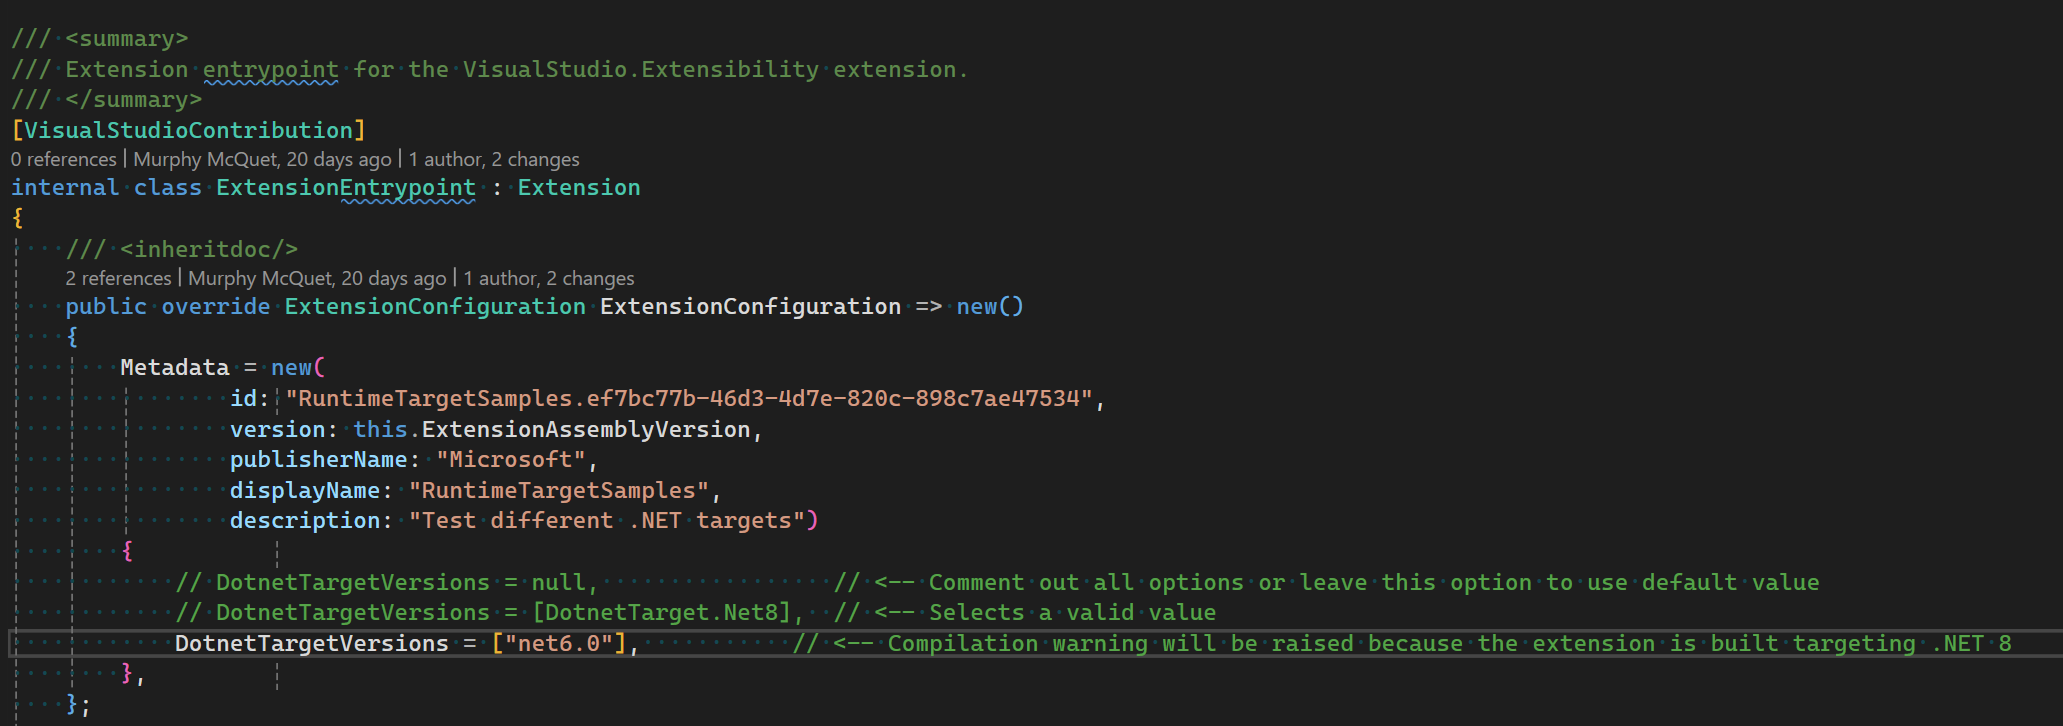 /// <summary>
/// Extension entrypoint for the VisualStudio.Extensibility extension.
/// </summary>
[VisualStudioContribution]
0 references | Murphy McQuet, 20 days ago | 1 author, 2 changes
internal class ExtensionEntrypoint : Extension
{
/// <inheritdoc/>
2 references | Murphy McQuet, 20 days ago | 1 author, 2 changes
public override ExtensionConfiguration ExtensionConfiguration => new()
{
Metadata = new(
id: "RuntimeTargetSamples.ef7bc77b-46d3-4d7e-820c-898c7ae47534",
version: this.ExtensionAssemblyVersion,
publisherName: "Microsoft",
displayName: "RuntimeTargetSamples",
description: "Test different .NET targets")
{
// DotnetTargetVersions = null, // <-- Comment out all options or leave this option to use default value
// DotnetTargetVersions = [DotnetTarget.Net8], // <-- Selects a valid value
DotnetTargetVersions = ["net6.0"], // <-- Compilation warning will be raised because the extension is built targeting .NET 8
},
};